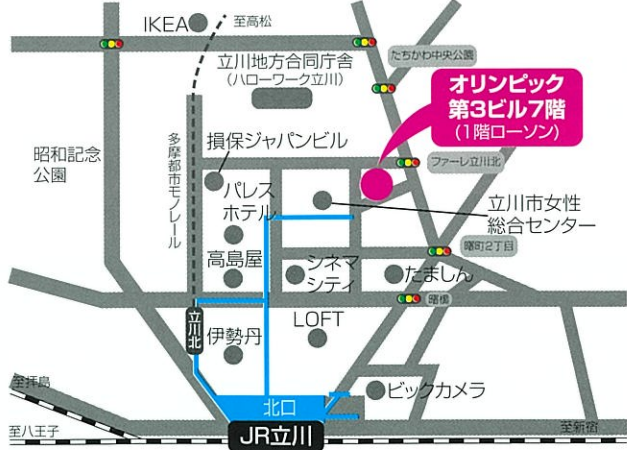 IKEA
至高松
立川地方合同庁舎
(ハローワーク立川)
たちかわ中央公園
オリンピック
第3ビル7階
(1階ローソン)
ファーレ立川北
昭和記念
公園
多摩都市モノレール
損保ジャパンビル
パレス
ホテル
立川市女性
総合センター
曙町2丁目
高島屋
シネマ
シティ
たましん
曙橋
立川北
伊勢丹
LOFT
ビックカメラ
至拝島
北口
至八王子
JR立川
至新宿